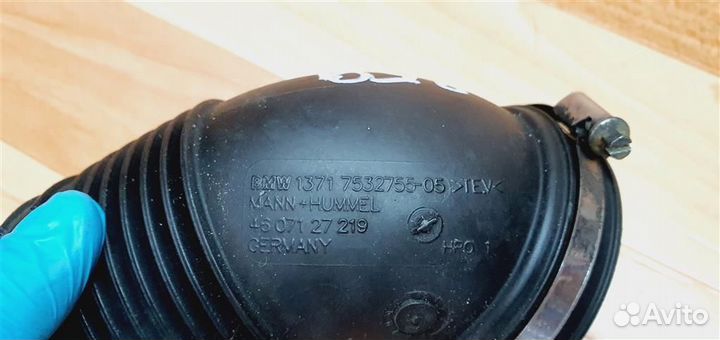 BMW 1371 7532755-05 >TEV<
MANN+HUMMEL
46 071 27 219
GERMANY
HPO 1
Avito